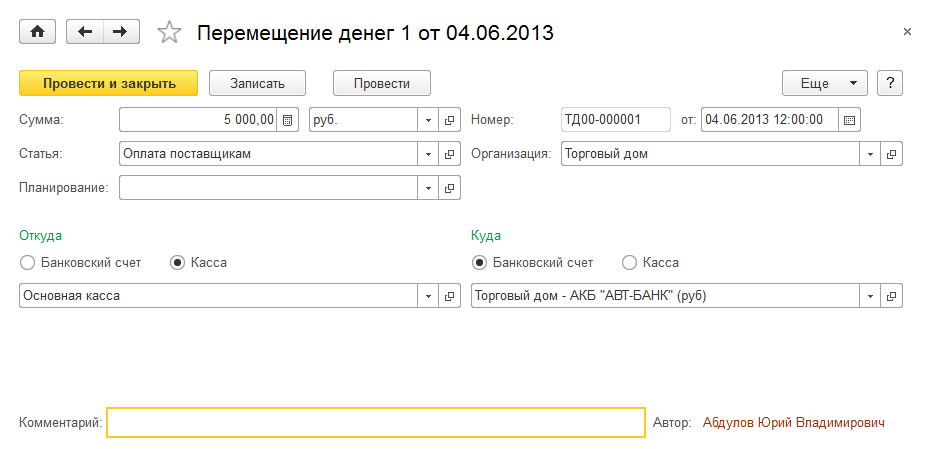 Перемещение денег 1 от 04.06.2013
Провести и закрыть Записать Провести Еще ?
Сумма: 5 000,00 руб. Номер: ТД00-000001 от: 04.06.2013 12:00:00
Статья: Оплата поставщикам Организация: Торговый дом
Планирование:
Откуда Куда
Банковский счет Касса Банковский счет Касса
Основная касса Торговый дом - АКБ "АВТ-БАНК" (руб)
Комментарий: Автор: Абдулов Юрий Владимирович